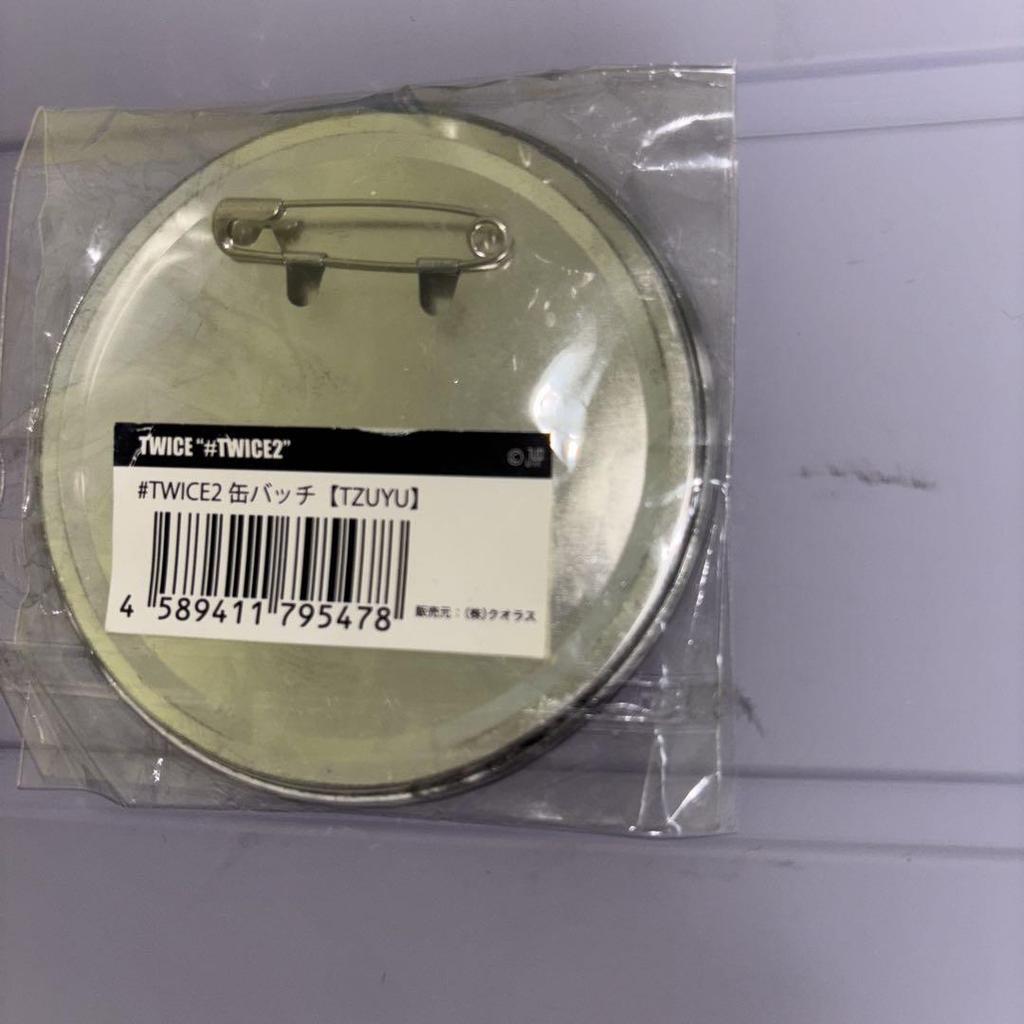 TWICE "#TWICE2"
#TWICE2 缶バッチ【TZUYU】
4 589411 795478
販売元：(株)クオラス